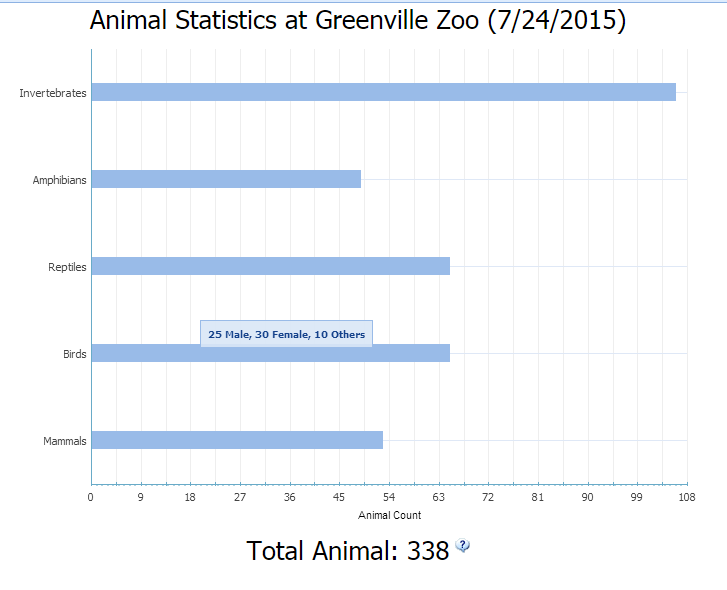 Animal Statistics at Greenville Zoo (7/24/2015)
Invertebrates
Amphibians
Reptiles
25 Male, 30 Female, 10 Others
Birds
Mammals
0 9 18 27 36 45 54 63 72 81 90 99 108
Animal Count
Total Animal: 338 ?